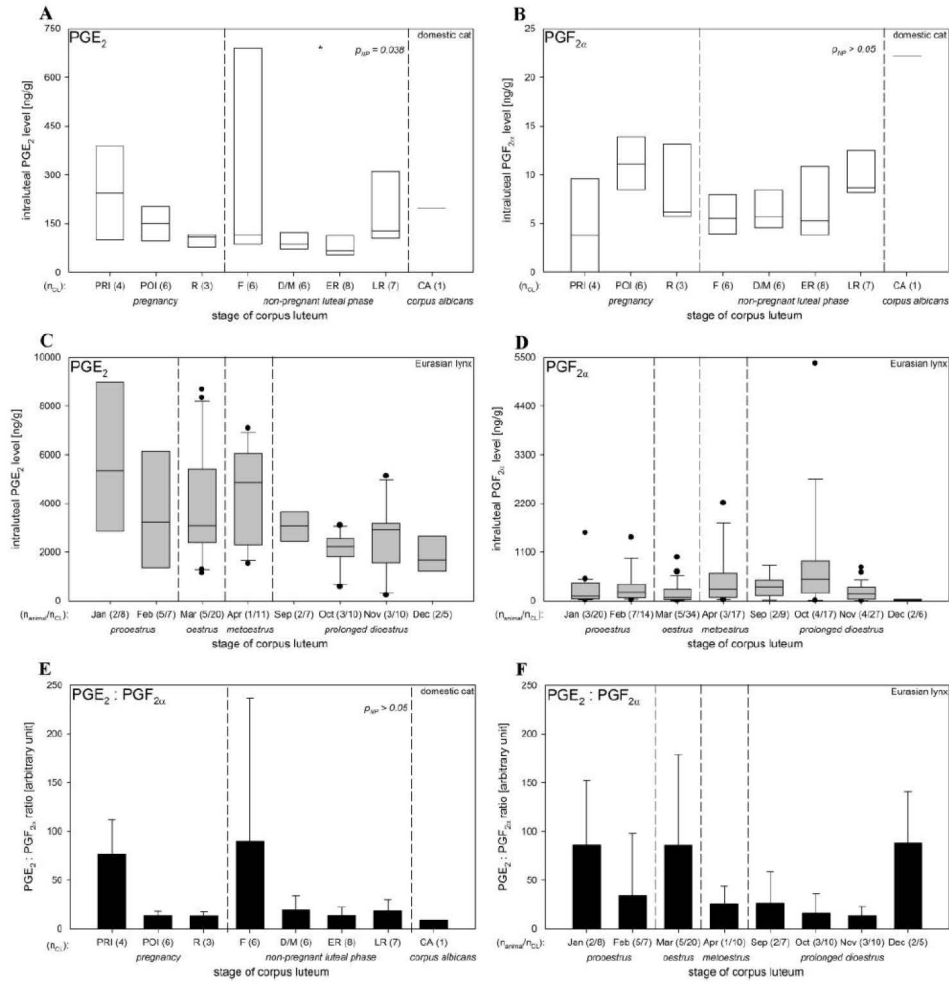 A
PGE2
domestic cat
*
pNP = 0.038
intraluteal PGE2 level [ng/g]
750
600
450
300
150
0
(nCL):
PRI (4) POI (6) R (3) F (6) D/M (6) ER (8) LR (7) CA (1)
pregnancy non-pregnant luteal phase corpus albicans
stage of corpus luteum
B
PGF2α
domestic cat
pNP > 0.05
intraluteal PGF2α level [ng/g]
25
20
15
10
5
0
(nCL):
PRI (4) POI (6) R (3) F (6) D/M (6) ER (8) LR (7) CA (1)
pregnancy non-pregnant luteal phase corpus albicans
stage of corpus luteum
C
PGE2
Eurasian lynx
intraluteal PGE2 level [ng/g]
10000
8000
6000
4000
2000
0
(nanimal/nCL):
Jan (2/8) Feb (5/7) Mar (5/20) Apr (1/11) Sep (2/7) Oct (3/10) Nov (3/10) Dec (2/5)
prooestrus oestrus metoestrus prolonged dioestrus
stage of corpus luteum
D
PGF2α
Eurasian lynx
intraluteal PGF2α level [ng/g]
5500
4400
3300
2200
1100
0
(nanimal/nCL):
Jan (3/20) Feb (7/14) Mar (5/34) Apr (3/17) Sep (2/9) Oct (4/17) Nov (4/27) Dec (2/6)
prooestrus oestrus metoestrus prolonged dioestrus
stage of corpus luteum
E
PGE2 : PGF2α
domestic cat
pNP > 0.05
PGE2 : PGF2α ratio [arbitrary unit]
250
200
150
100
50
0
(nCL):
PRI (4) POI (6) R (3) F (6) D/M (6) ER (8) LR (7) CA (1)
pregnancy non-pregnant luteal phase corpus albicans
stage of corpus luteum
F
PGE2 : PGF2α
Eurasian lynx
PGE2 : PGF2α ratio [arbitrary unit]
250
200
150
100
50
0
(nanimal/nCL):
Jan (2/8) Feb (5/7) Mar (5/20) Apr (1/10) Sep (2/7) Oct (3/10) Nov (3/10) Dec (2/5)
prooestrus oestrus metoestrus prolonged dioestrus
stage of corpus luteum